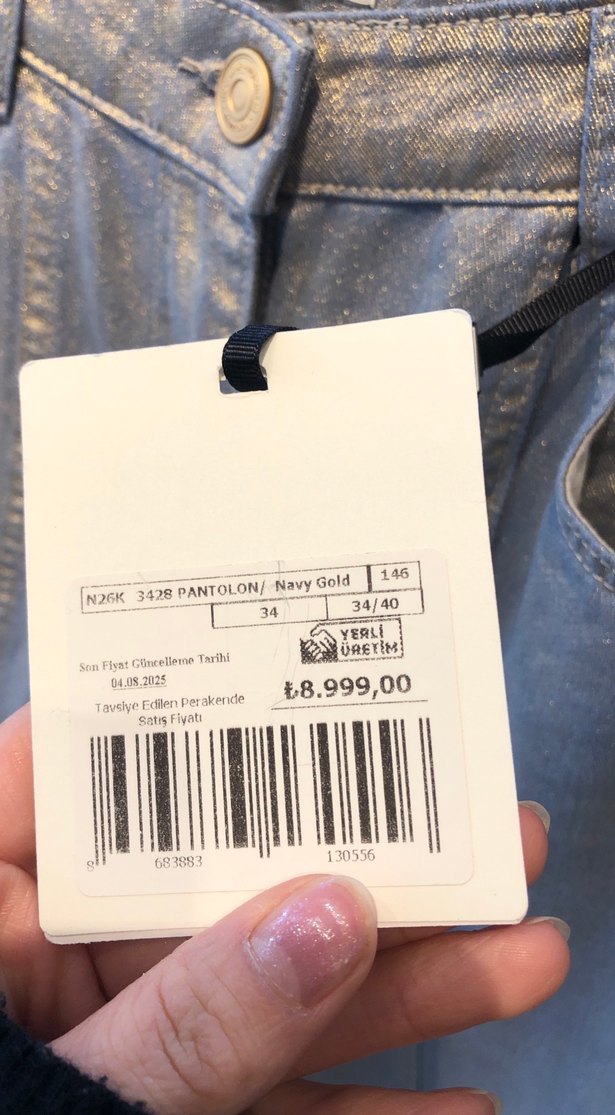 N26K 3428 PANTOLON/ Navy Gold 146
34 34/40
YERLİ
ÜRETİM
Son Fiyat Güncelleme Tarihi
04.08.2025
₺8.999,00
Tavsiye Edilen Perakende
Satış Fiyatı
8 683883 130556